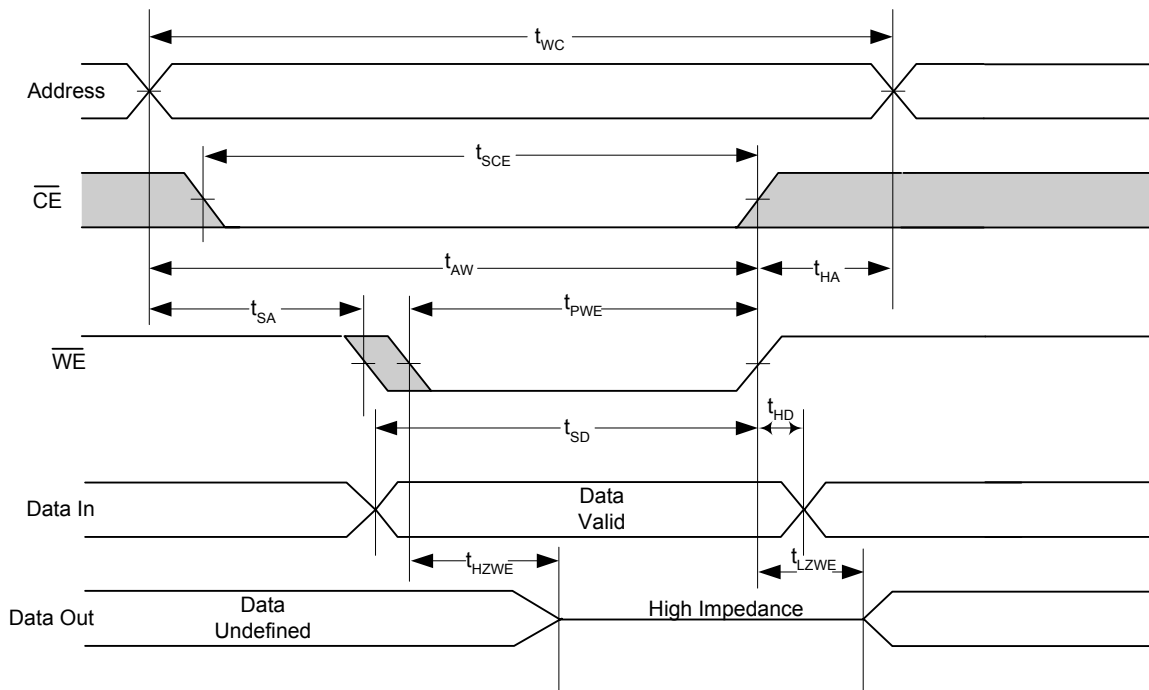 tWC
Address
tSCE
CE
tAW
tHA
tSA
tPWE
WE
tHD
tSD
Data In
Data
Valid
tHZWE
tLZWE
Data Out
Data
Undefined
High Impedance